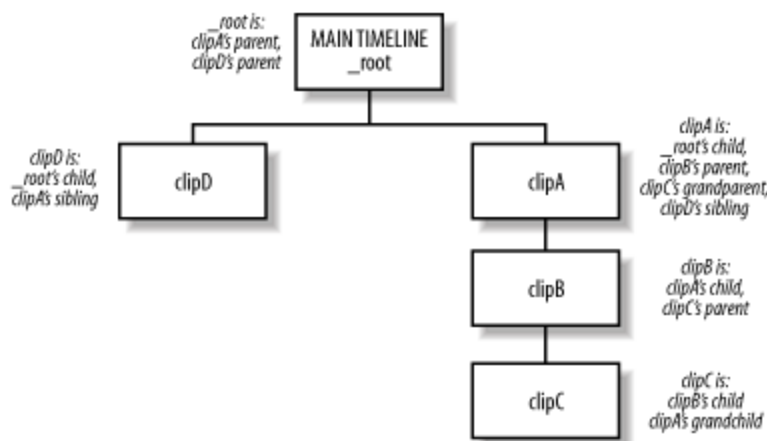 _root is:
clipA's parent,
clipD's parent
MAIN TIMELINE
_root
clipD is:
_root's child,
clipA's sibling
clipD
clipA
clipA is:
_root's child,
clipB's parent,
clipC's grandparent,
clipD's sibling
clipB
clipB is:
clipA's child,
clipC's parent
clipC
clipC is:
clipB's child
clipA's grandchild